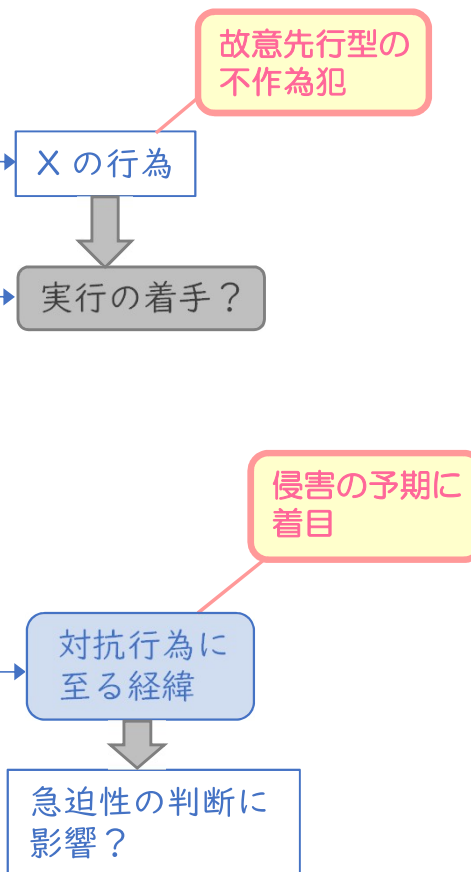 故意先行型の
不作為犯
X の行為
実行の着手？
侵害の予期に
着目
対抗行為に
至る経緯
急迫性の判断に
影響？